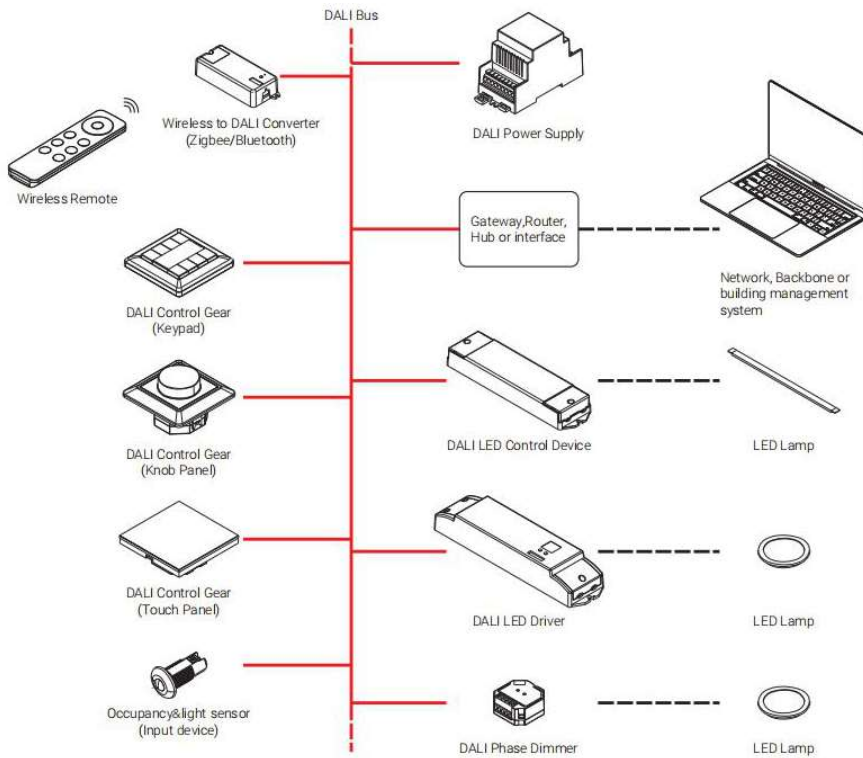 DALI Bus
Wireless to DALI Converter
(Zigbee/Bluetooth)
DALI Power Supply
Wireless Remote
Gateway,Router,
Hub or interface
Network, Backbone or
building management
system
DALI Control Gear
(Keypad)
DALI Control Gear
(Knob Panel)
DALI LED Control Device
LED Lamp
DALI Control Gear
(Touch Panel)
DALI LED Driver
LED Lamp
Occupancy&light sensor
(Input device)
DALI Phase Dimmer
LED Lamp